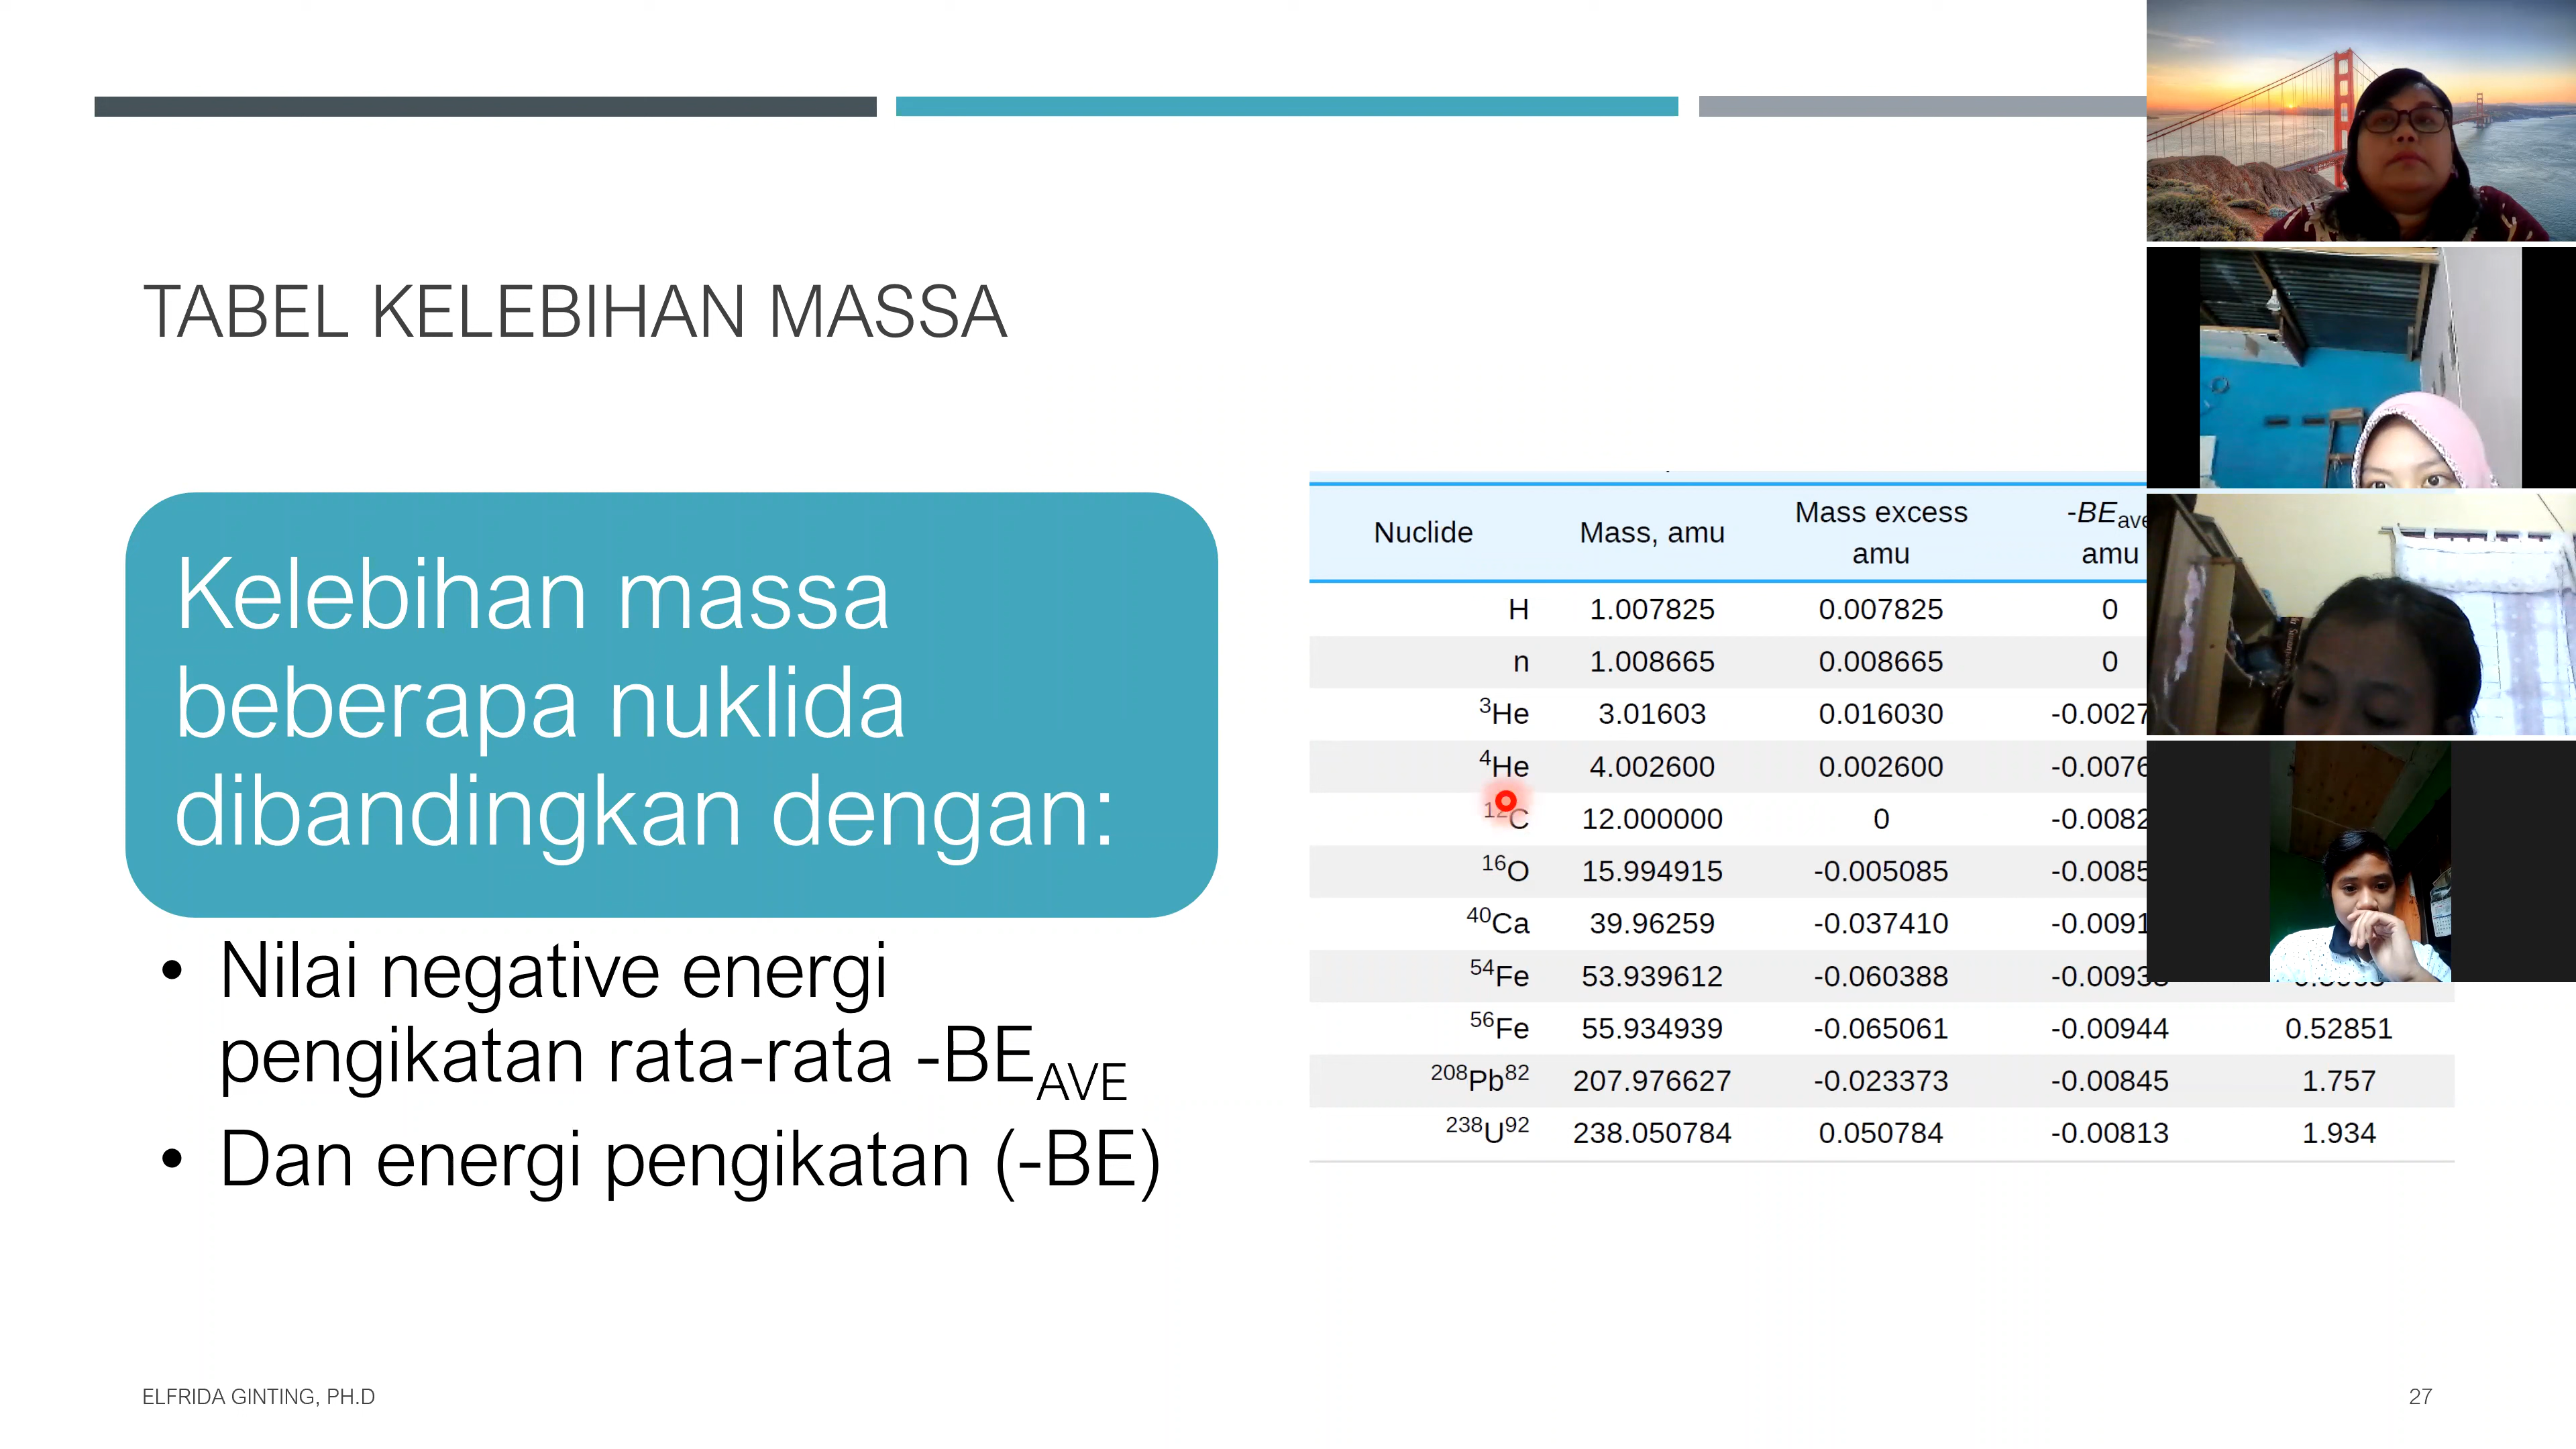 TABEL KELEBIHAN MASSA
Kelebihan massa
beberapa nuklida
dibandingkan dengan:
• Nilai negative energi
pengikatan rata-rata -BE_AVE
• Dan energi pengikatan (-BE)
Nuclide Mass, amu Mass excess amu -BE_ave amu
H 1.007825 0.007825 0
n 1.008665 0.008665 0
³He 3.01603 0.016030 -0.0027
⁴He 4.002600 0.002600 -0.0076
¹²C 12.000000 0 -0.0082
¹⁶O 15.994915 -0.005085 -0.0085
⁴⁰Ca 39.96259 -0.037410 -0.0091
⁵⁴Fe 53.939612 -0.060388
⁵⁶Fe 55.934939 -0.065061 -0.00944 0.52851
²⁰⁸Pb⁸² 207.976627 -0.023373 -0.00845 1.757
²³⁸U⁹² 238.050784 0.050784 -0.00813 1.934
ELFRIDA GINTING, PH.D
27